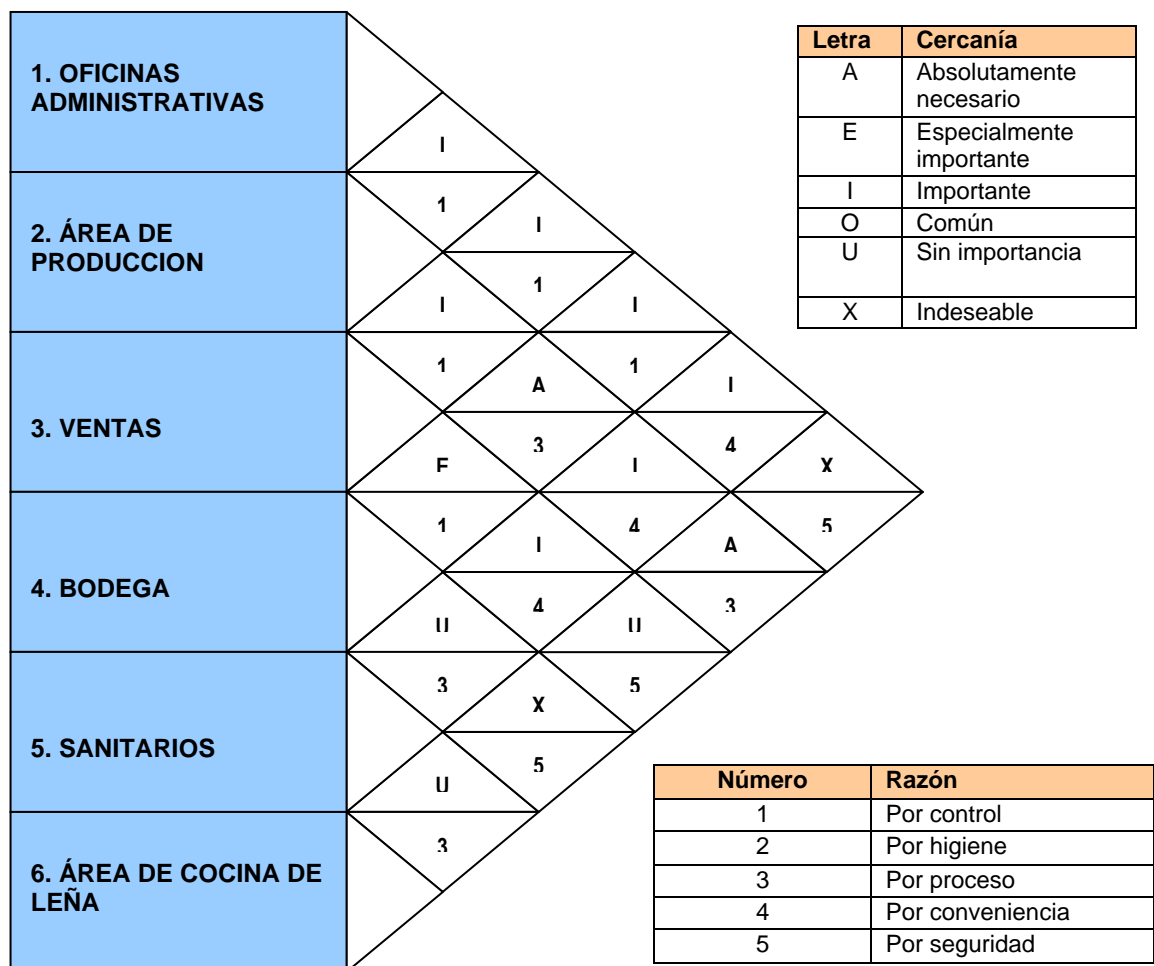 1. OFICINAS
ADMINISTRATIVAS
2. ÁREA DE
PRODUCCION
3. VENTAS
4. BODEGA
5. SANITARIOS
6. ÁREA DE COCINA DE
LEÑA
I
1
I
1
I
I
1
1
A
I
3
4
E
I
X
1
4
5
I
A
4
3
U
U
3
5
X
5
U
3
Letra Cercanía
A Absolutamente
necesario
E Especialmente
importante
I Importante
O Común
U Sin importancia
X Indeseable
Número Razón
1 Por control
2 Por higiene
3 Por proceso
4 Por conveniencia
5 Por seguridad